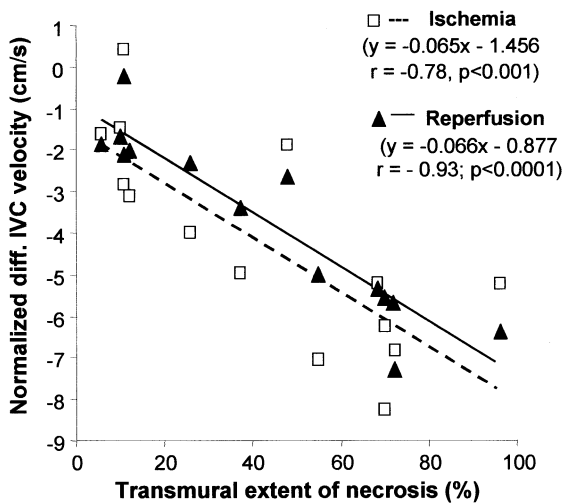 Ischemia
(y = -0.065x - 1.456
r = -0.78, p<0.001)
Reperfusion
(y = -0.066x - 0.877
r = - 0.93; p<0.0001)
Normalized diff. IVC velocity (cm/s)
1
0
-1
-2
-3
-4
-5
-6
-7
-8
-9
0 20 40 60 80 100
Transmural extent of necrosis (%)